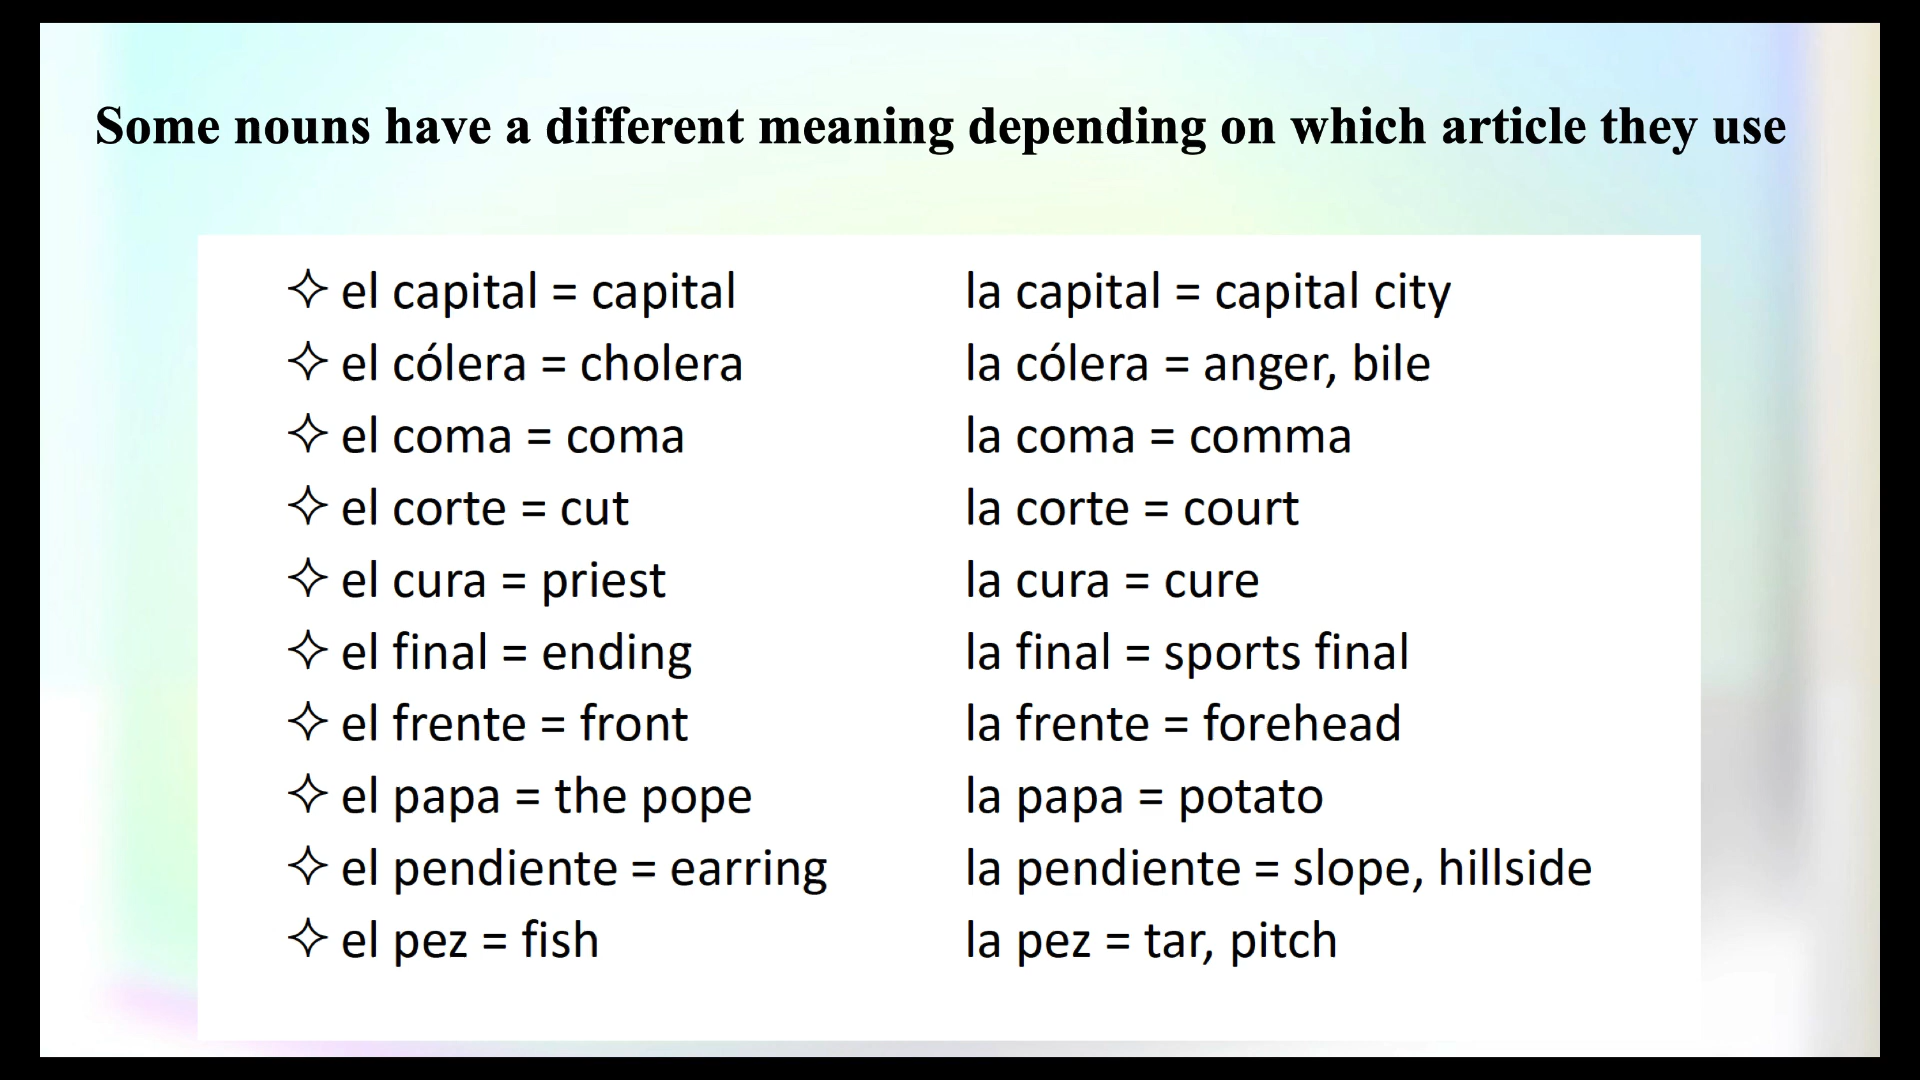 Some nouns have a different meaning depending on which article they use
✧ el capital = capital la capital = capital city
✧ el cólera = cholera la cólera = anger, bile
✧ el coma = coma la coma = comma
✧ el corte = cut la corte = court
✧ el cura = priest la cura = cure
✧ el final = ending la final = sports final
✧ el frente = front la frente = forehead
✧ el papa = the pope la papa = potato
✧ el pendiente = earring la pendiente = slope, hillside
✧ el pez = fish la pez = tar, pitch